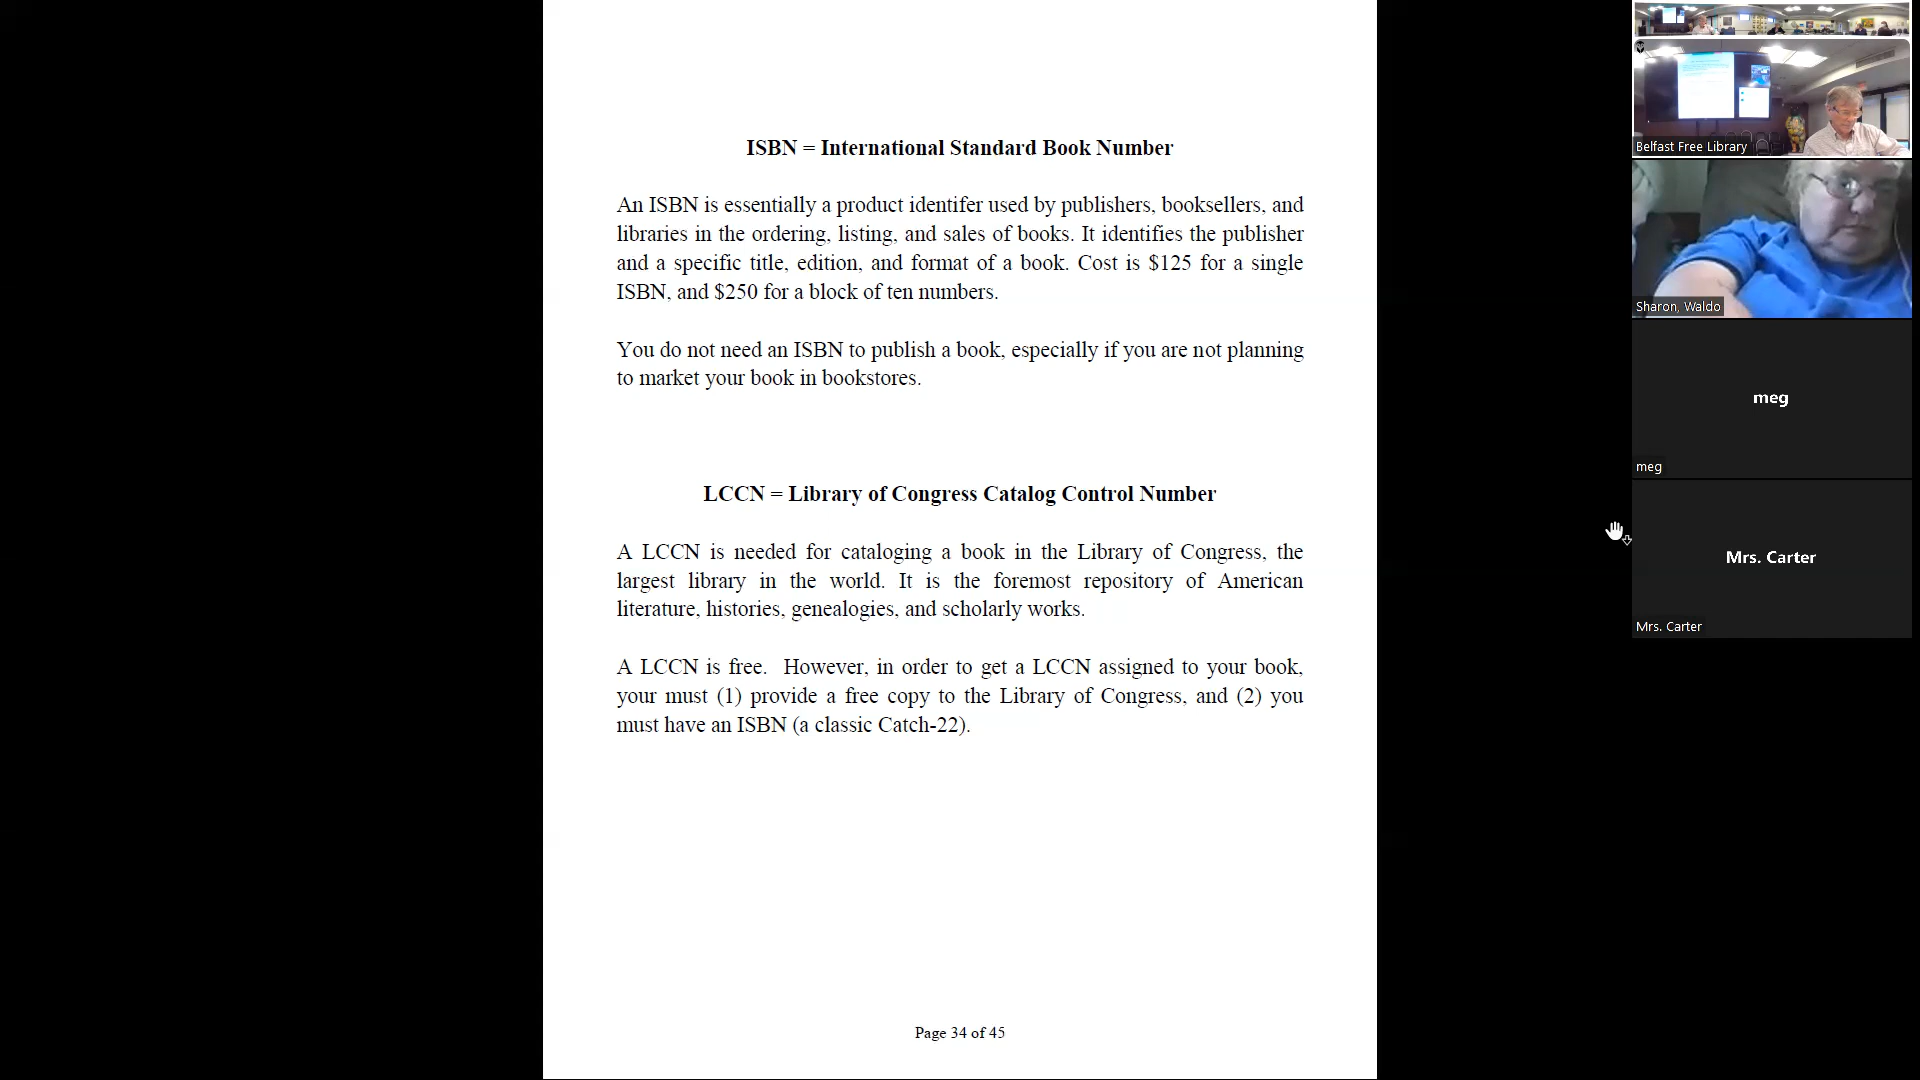 ISBN = International Standard Book Number
An ISBN is essentially a product identifer used by publishers, booksellers, and
libraries in the ordering, listing, and sales of books. It identifies the publisher
and a specific title, edition, and format of a book. Cost is $125 for a single
ISBN, and $250 for a block of ten numbers.
You do not need an ISBN to publish a book, especially if you are not planning
to market your book in bookstores.
LCCN = Library of Congress Catalog Control Number
A LCCN is needed for cataloging a book in the Library of Congress, the
largest library in the world. It is the foremost repository of American
literature, histories, genealogies, and scholarly works.
A LCCN is free. However, in order to get a LCCN assigned to your book,
your must (1) provide a free copy to the Library of Congress, and (2) you
must have an ISBN (a classic Catch-22).
Page 34 of 45
Belfast Free Library
Sharon, Waldo
meg
meg
Mrs. Carter
Mrs. Carter